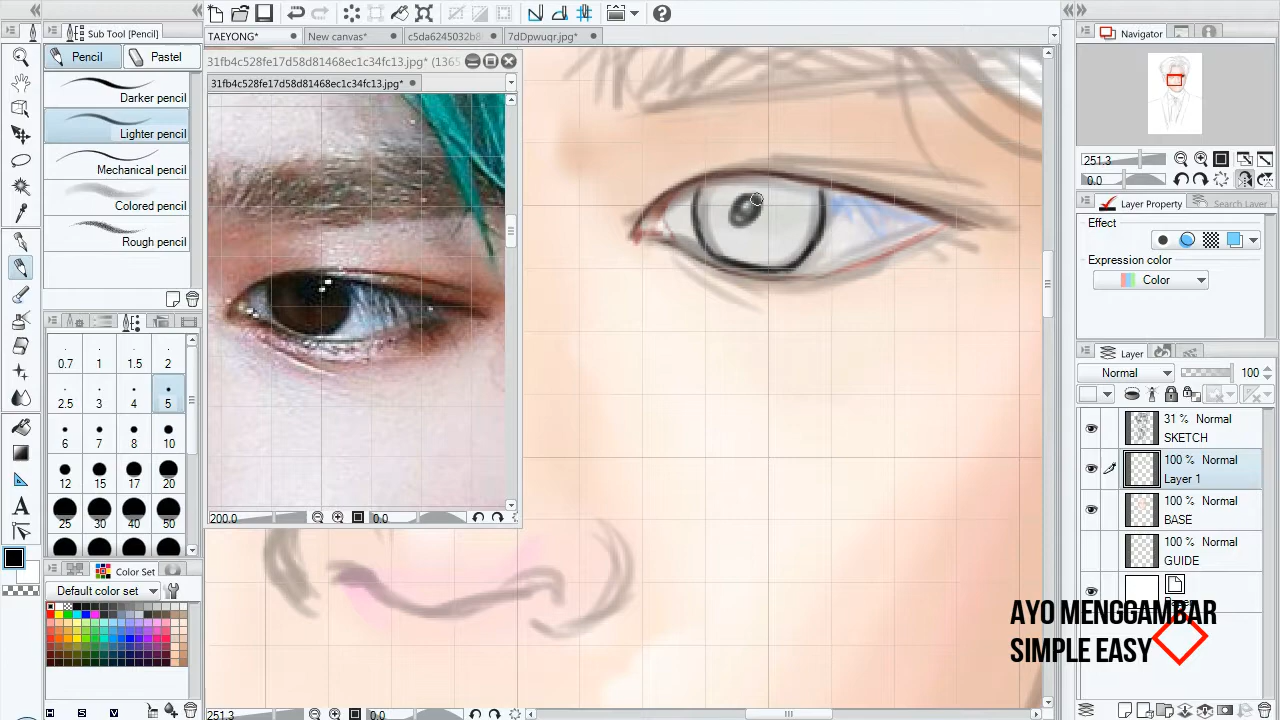 Sub Tool [Pencil]
Pencil
Pastel
Darker pencil
Lighter pencil
Mechanical pencil
Colored pencil
Rough pencil
0.7 1 1.5 2
2.5 3 4 5
6 7 8 10
12 15 17 20
25 30 40 50
Color Set
Default color set
TAEYONG*
New canvas*
7dDpwuqr.jpg*
31fb4c528fe17d58d81468ec1c34fc13.jpg*
31fb4c528fe17d58d81468ec1c34fc13.jpg*
200.0
0.0
251.3
0.0
Navigator
251.3
0.0
Layer Property
Search Layer
Effect
Expression color
Color
Layer
Normal
100
31 % Normal
SKETCH
100 % Normal
Layer 1
100 % Normal
BASE
100 % Normal
GUIDE
AYO MENGGAMBAR
SIMPLE EASY